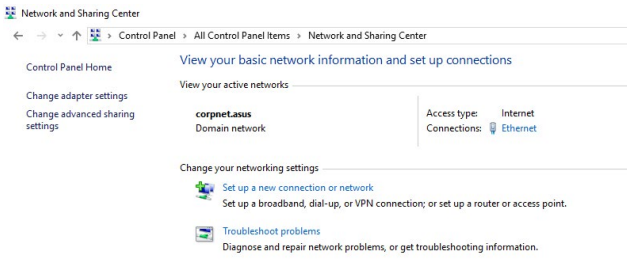 Network and Sharing Center
Control Panel > All Control Panel Items > Network and Sharing Center
Control Panel Home
Change adapter settings
Change advanced sharing
settings
View your basic network information and set up connections
View your active networks
corpnet.asus
Domain network
Access type: Internet
Connections: Ethernet
Change your networking settings
Set up a new connection or network
Set up a broadband, dial-up, or VPN connection; or set up a router or access point.
Troubleshoot problems
Diagnose and repair network problems, or get troubleshooting information.